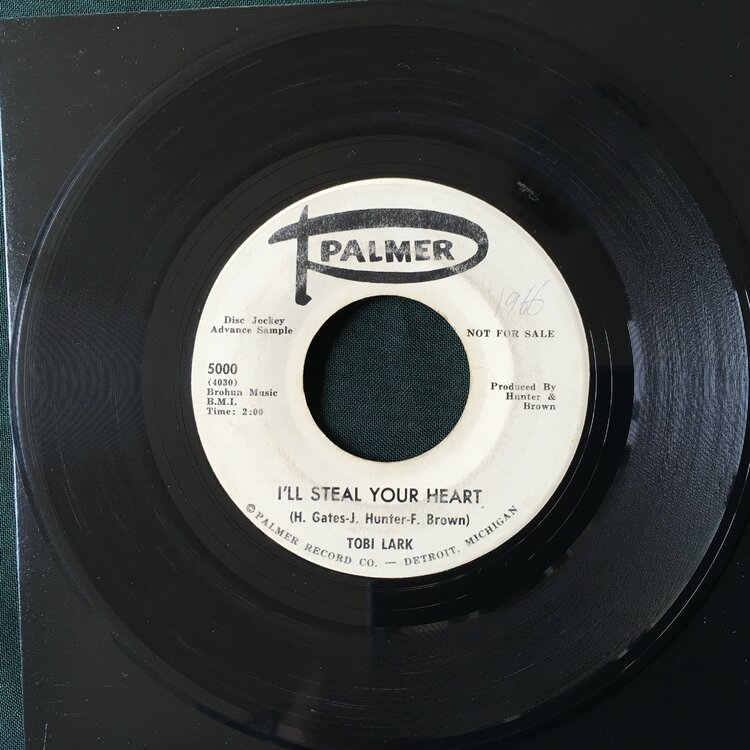 PALMER
1966
Disc Jockey
Advance Sample
NOT FOR SALE
5000
(4030)
Brohun Music
B.M.I.
Time: 2:00
Produced By
Hunter &
Brown
I'LL STEAL YOUR HEART
(H. Gates-J. Hunter-F. Brown)
TOBI LARK
© PALMER RECORD CO. — DETROIT, MICHIGAN